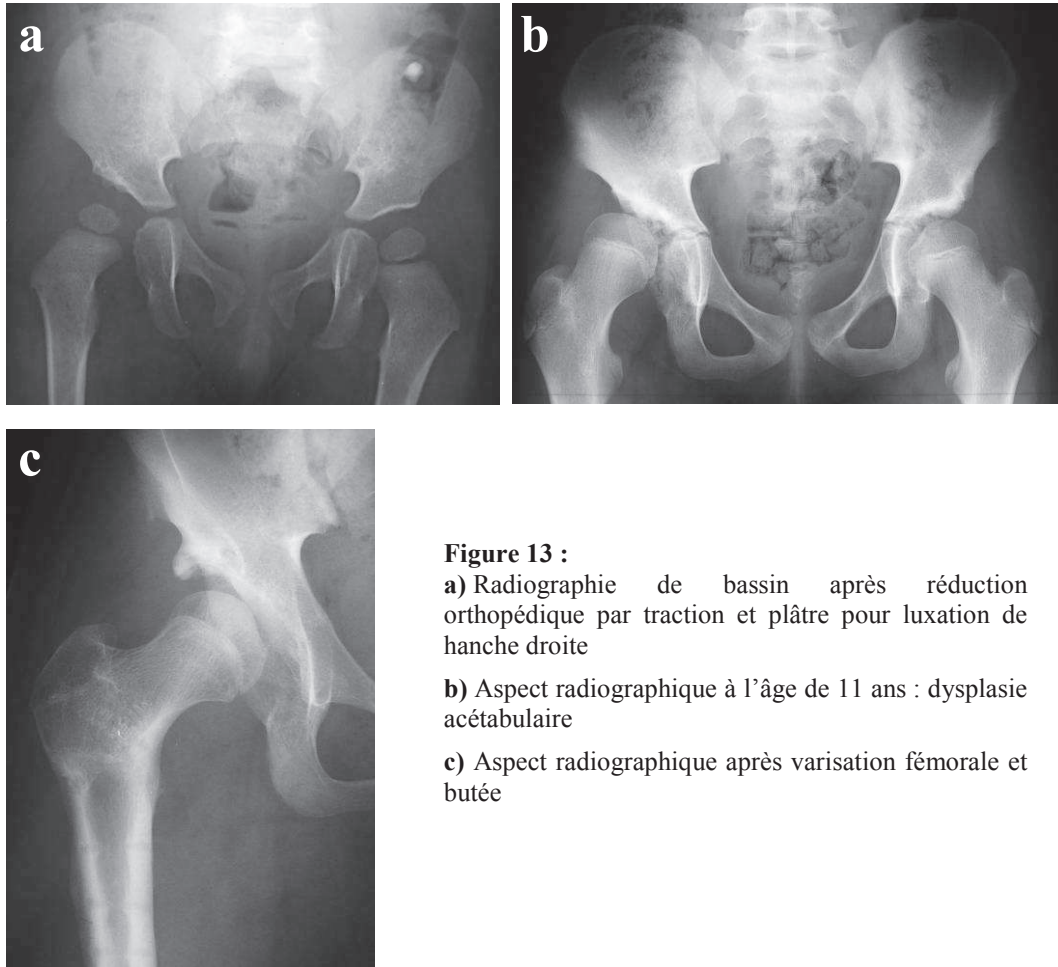 a
b
c
Figure 13 :
a) Radiographie de bassin après réduction
orthopédique par traction et plâtre pour luxation de
hanche droite
b) Aspect radiographique à l’âge de 11 ans : dysplasie
acétabulaire
c) Aspect radiographique après varisation fémorale et
butée